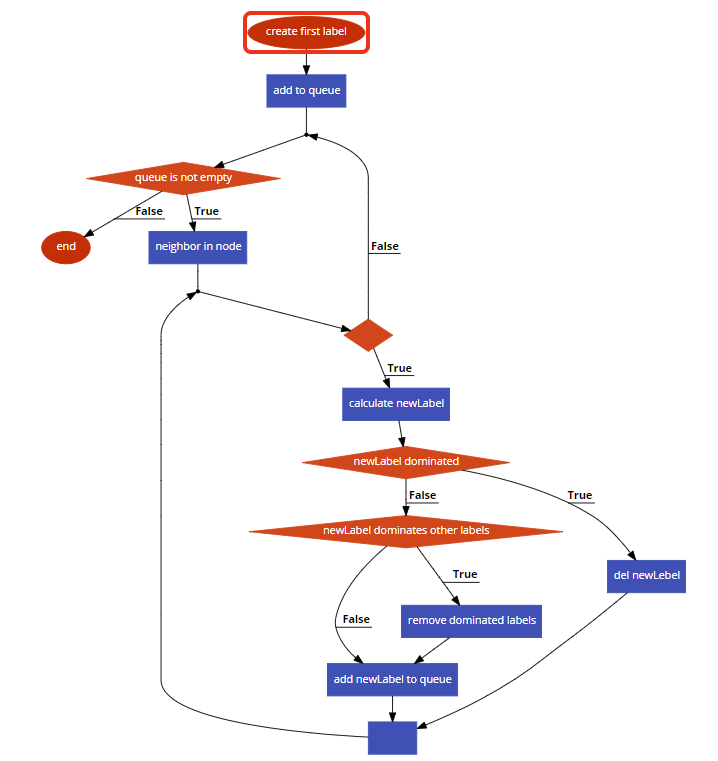 create first label
add to queue
queue is not empty
False
True
end
neighbor in node
False
True
calculate newLabel
newLabel dominated
False
True
newLabel dominates other labels
True
del newLebel
False
remove dominated labels
add newLabel to queue